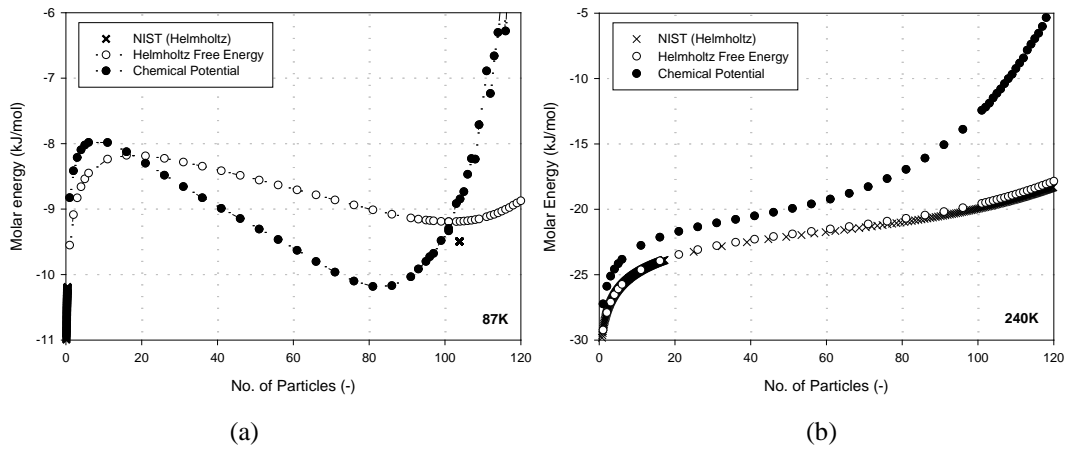 -6
-7
-8
-9
-10
-11
0
20
40
60
80
100
120
Molar energy (kJ/mol)
No. of Particles (-)
NIST (Helmholtz)
Helmholtz Free Energy
Chemical Potential
87K
(a)
-5
-10
-15
-20
-25
-30
0
20
40
60
80
100
120
Molar Energy (kJ/mol)
No. of Particles (-)
NIST (Helmholtz)
Helmholtz Free Energy
Chemical Potential
240K
(b)